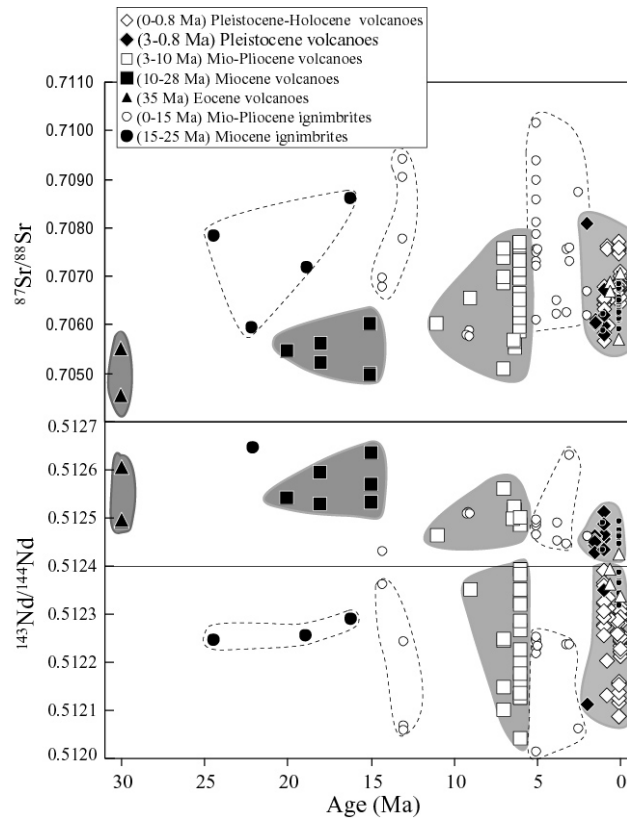 (0-0.8 Ma) Pleistocene-Holocene volcanoes
(3-0.8 Ma) Pleistocene volcanoes
(3-10 Ma) Mio-Pliocene volcanoes
(10-28 Ma) Miocene volcanoes
(35 Ma) Eocene volcanoes
(0-15 Ma) Mio-Pliocene ignimbrites
(15-25 Ma) Miocene ignimbrites
0.7110
0.7100
0.7090
0.7080
0.7070
0.7060
0.7050
87Sr/88Sr
0.5127
0.5126
0.5125
0.5124
0.5123
0.5122
0.5121
0.5120
143Nd/144Nd
30 25 20 15 10 5 0
Age (Ma)